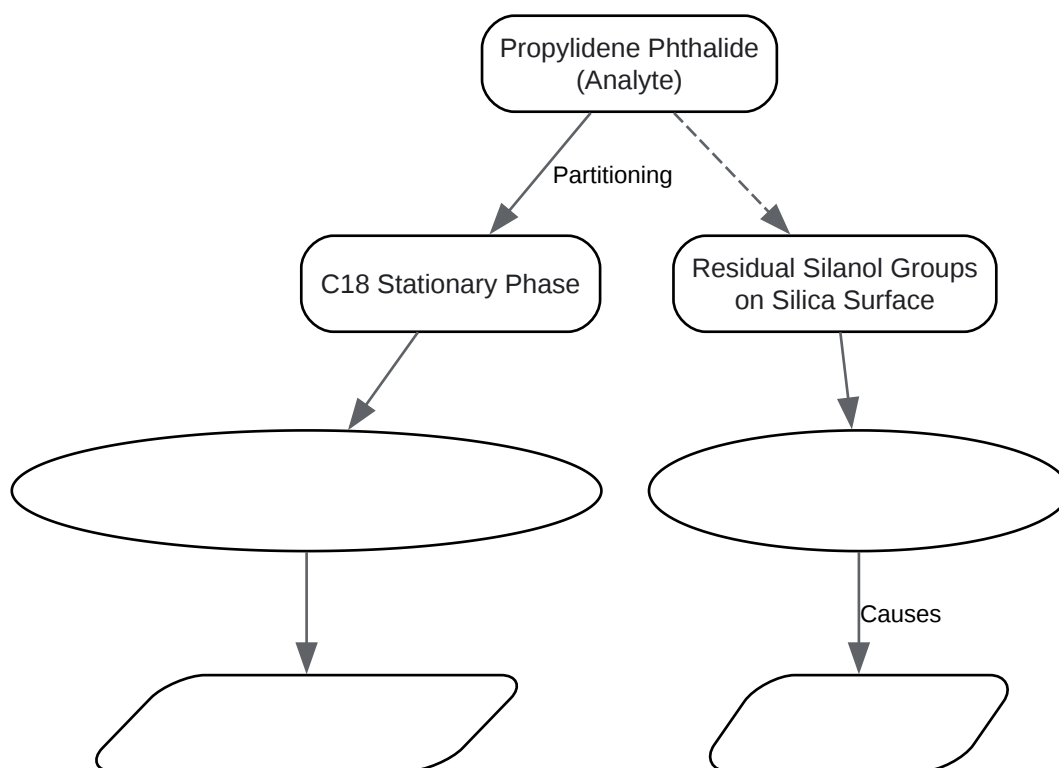 Propylidene Phthalide
(Analyte)
Partitioning
C18 Stationary Phase
Residual Silanol Groups
on Silica Surface
Causes